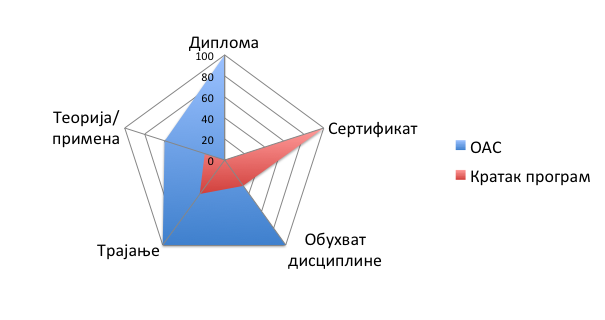 Диплома
100
80
60
40
20
0
Сертификат
Обухват
дисциплине
Трајање
Теорија/
примена
ОАС
Кратак програм